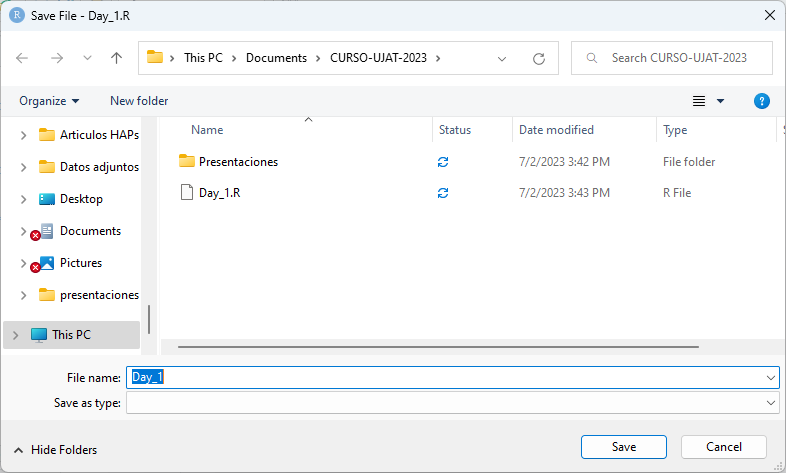 R Save File - Day_1.R
This PC > Documents > CURSO-UJAT-2023 >
Search CURSO-UJAT-2023
Organize New folder ?
Name Status Date modified Type
Articulos HAPs
Datos adjuntos
Desktop
Documents
Pictures
presentaciones
This PC
Presentaciones 7/2/2023 3:42 PM File folder
Day_1.R 7/2/2023 3:43 PM R File
File name: Day_1
Save as type:
Hide Folders Save Cancel